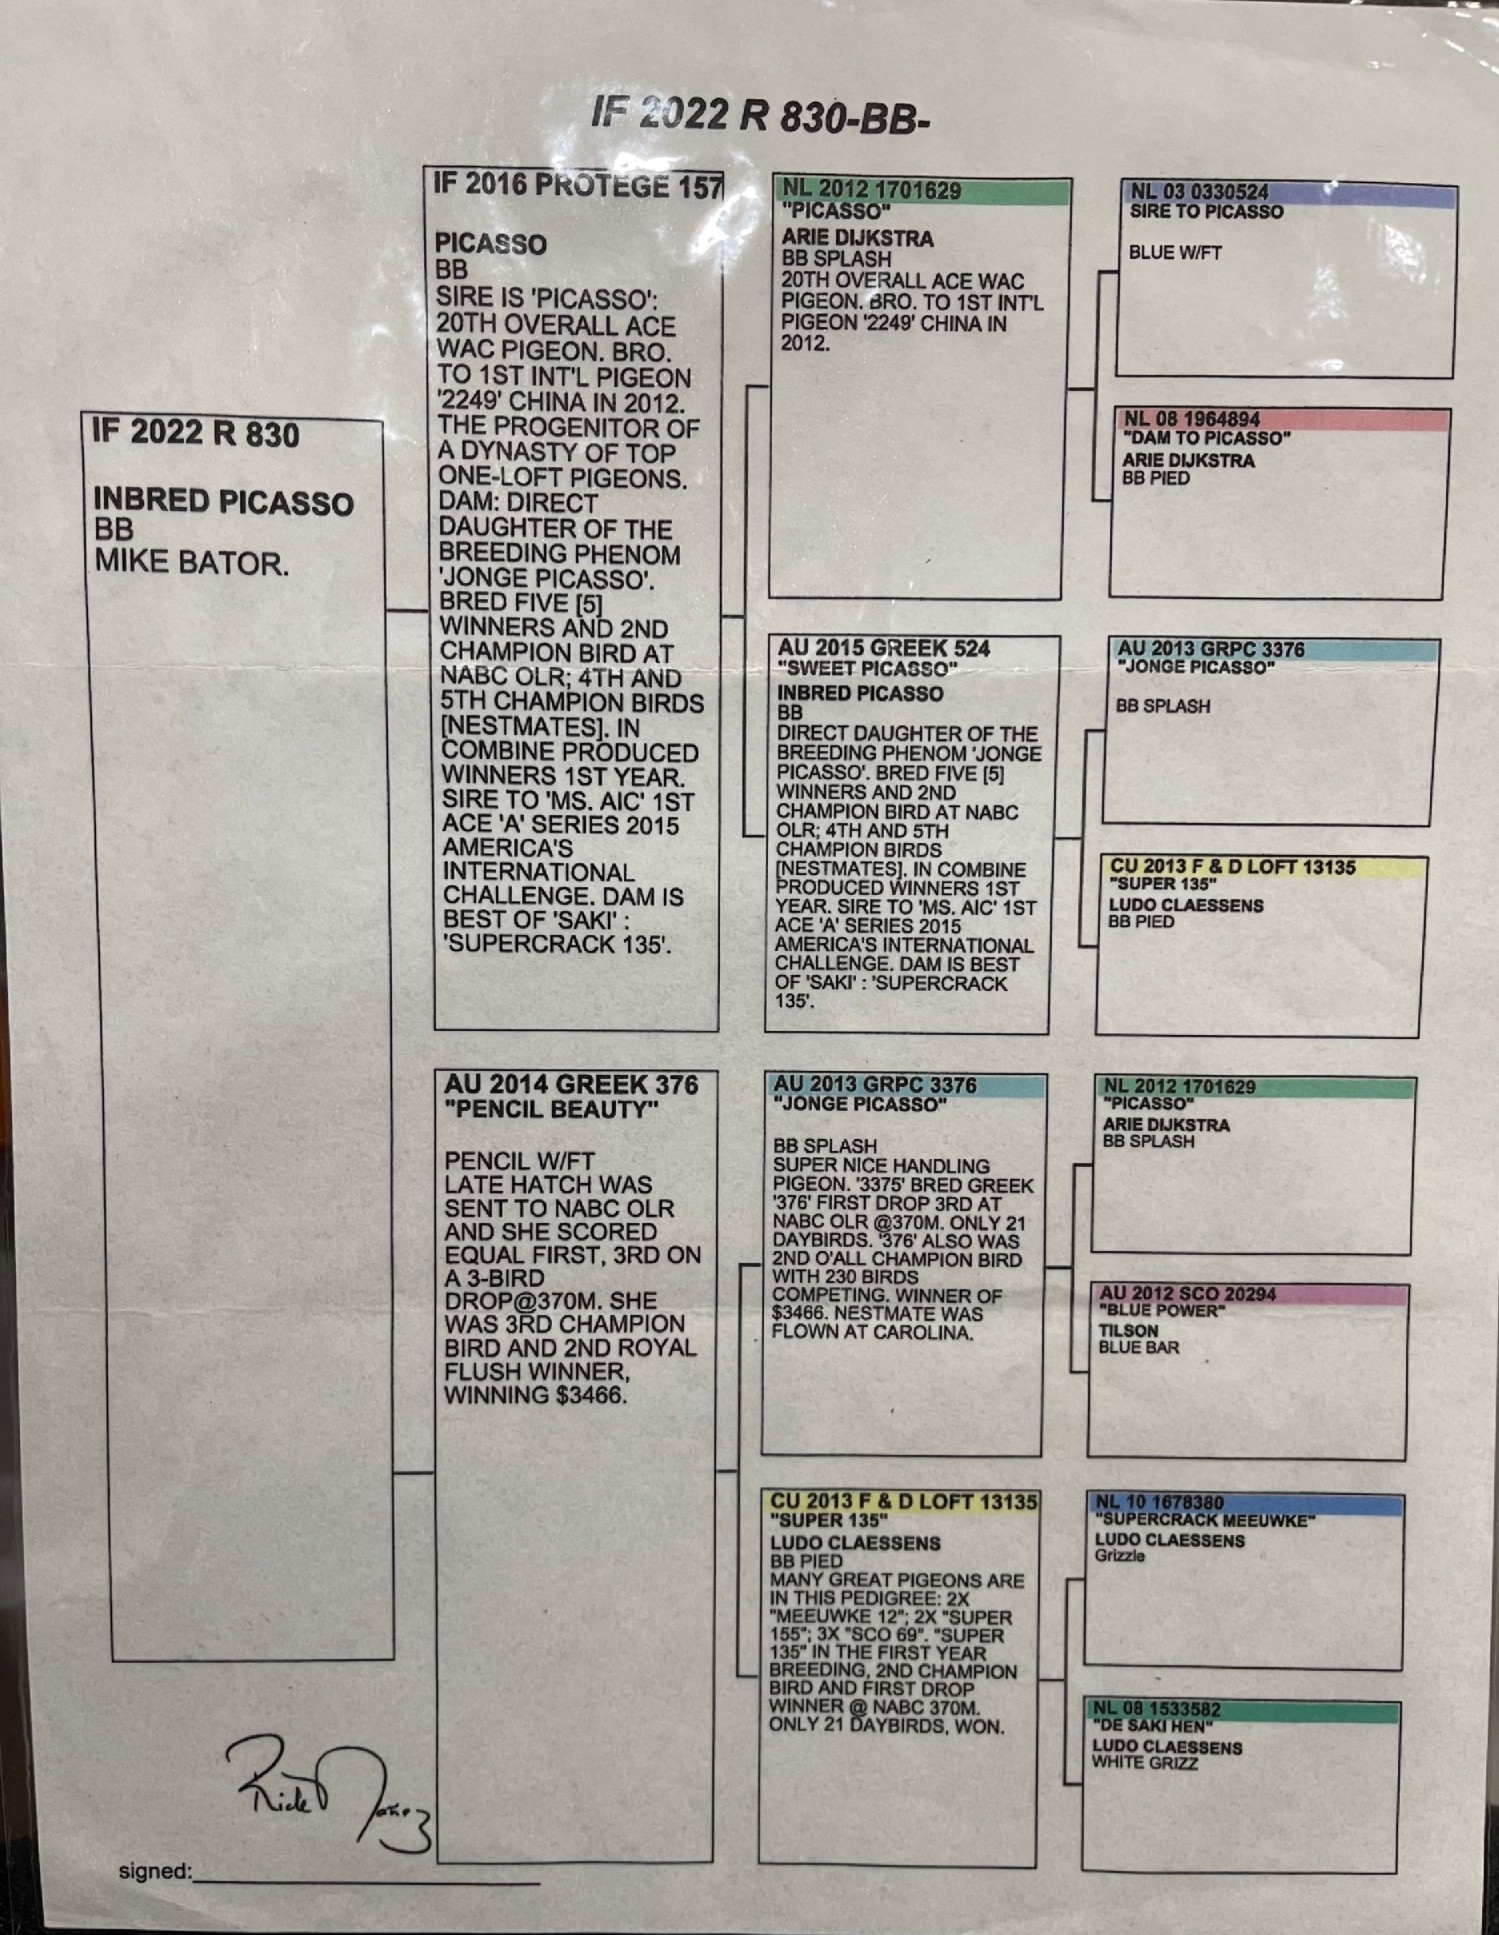 IF 2022 R 830-BB-
IF 2022 R 830
INBRED PICASSO
BB
MIKE BATOR.
IF 2016 PROTEGE 157
PICASSO
BB
SIRE IS 'PICASSO':
20TH OVERALL ACE
WAC PIGEON. BRO.
TO 1ST INT'L PIGEON
'2249' CHINA IN 2012.
THE PROGENITOR OF
A DYNASTY OF TOP
ONE-LOFT PIGEONS.
DAM: DIRECT
DAUGHTER OF THE
BREEDING PHENOM
'JONGE PICASSO'.
BRED FIVE [5]
WINNERS AND 2ND
CHAMPION BIRD AT
NABC OLR; 4TH AND
5TH CHAMPION BIRDS
[NESTMATES]. IN
COMBINE PRODUCED
WINNERS 1ST YEAR.
SIRE TO 'MS. AIC' 1ST
ACE 'A' SERIES 2015
AMERICA'S
INTERNATIONAL
CHALLENGE. DAM IS
BEST OF 'SAKI' :
'SUPERCRACK 135'.
AU 2014 GREEK 376
"PENCIL BEAUTY"
PENCIL W/FT
LATE HATCH WAS
SENT TO NABC OLR
AND SHE SCORED
EQUAL FIRST, 3RD ON
A 3-BIRD
DROP@370M. SHE
WAS 3RD CHAMPION
BIRD AND 2ND ROYAL
FLUSH WINNER,
WINNING $3466.
NL 2012 1701629
"PICASSO"
ARIE DIJKSTRA
BB SPLASH
20TH OVERALL ACE WAC
PIGEON. BRO. TO 1ST INT'L
PIGEON '2249' CHINA IN
2012.
AU 2015 GREEK 524
"SWEET PICASSO"
INBRED PICASSO
BB
DIRECT DAUGHTER OF THE
BREEDING PHENOM 'JONGE
PICASSO'. BRED FIVE [5]
WINNERS AND 2ND
CHAMPION BIRD AT NABC
OLR; 4TH AND 5TH
CHAMPION BIRDS
[NESTMATES]. IN COMBINE
PRODUCED WINNERS 1ST
YEAR. SIRE TO 'MS. AIC' 1ST
ACE 'A' SERIES 2015
AMERICA'S INTERNATIONAL
CHALLENGE. DAM IS BEST
OF 'SAKI' : 'SUPERCRACK
135'.
AU 2013 GRPC 3376
"JONGE PICASSO"
BB SPLASH
SUPER NICE HANDLING
PIGEON. '3375' BRED GREEK
'376' FIRST DROP 3RD AT
NABC OLR @370M. ONLY 21
DAYBIRDS. '376' ALSO WAS
2ND O'ALL CHAMPION BIRD
WITH 230 BIRDS
COMPETING. WINNER OF
$3466. NESTMATE WAS
FLOWN AT CAROLINA.
CU 2013 F & D LOFT 13135
"SUPER 135"
LUDO CLAESSENS
BB PIED
MANY GREAT PIGEONS ARE
IN THIS PEDIGREE: 2X
"MEEUWKE 12"; 2X "SUPER
155"; 3X "SCO 69". "SUPER
135" IN THE FIRST YEAR
BREEDING, 2ND CHAMPION
BIRD AND FIRST DROP
WINNER @ NABC 370M.
ONLY 21 DAYBIRDS, WON.
NL 03 0330524
SIRE TO PICASSO
BLUE W/FT
NL 08 1964894
"DAM TO PICASSO"
ARIE DIJKSTRA
BB PIED
AU 2013 GRPC 3376
"JONGE PICASSO"
BB SPLASH
CU 2013 F & D LOFT 13135
"SUPER 135"
LUDO CLAESSENS
BB PIED
NL 2012 1701629
"PICASSO"
ARIE DIJKSTRA
BB SPLASH
AU 2012 SCO 20294
"BLUE POWER"
TILSON
BLUE BAR
NL 10 1678380
"SUPERCRACK MEEUWKE"
LUDO CLAESSENS
Grizzle
NL 08 1533582
"DE SAKI HEN"
LUDO CLAESSENS
WHITE GRIZZ
signed: